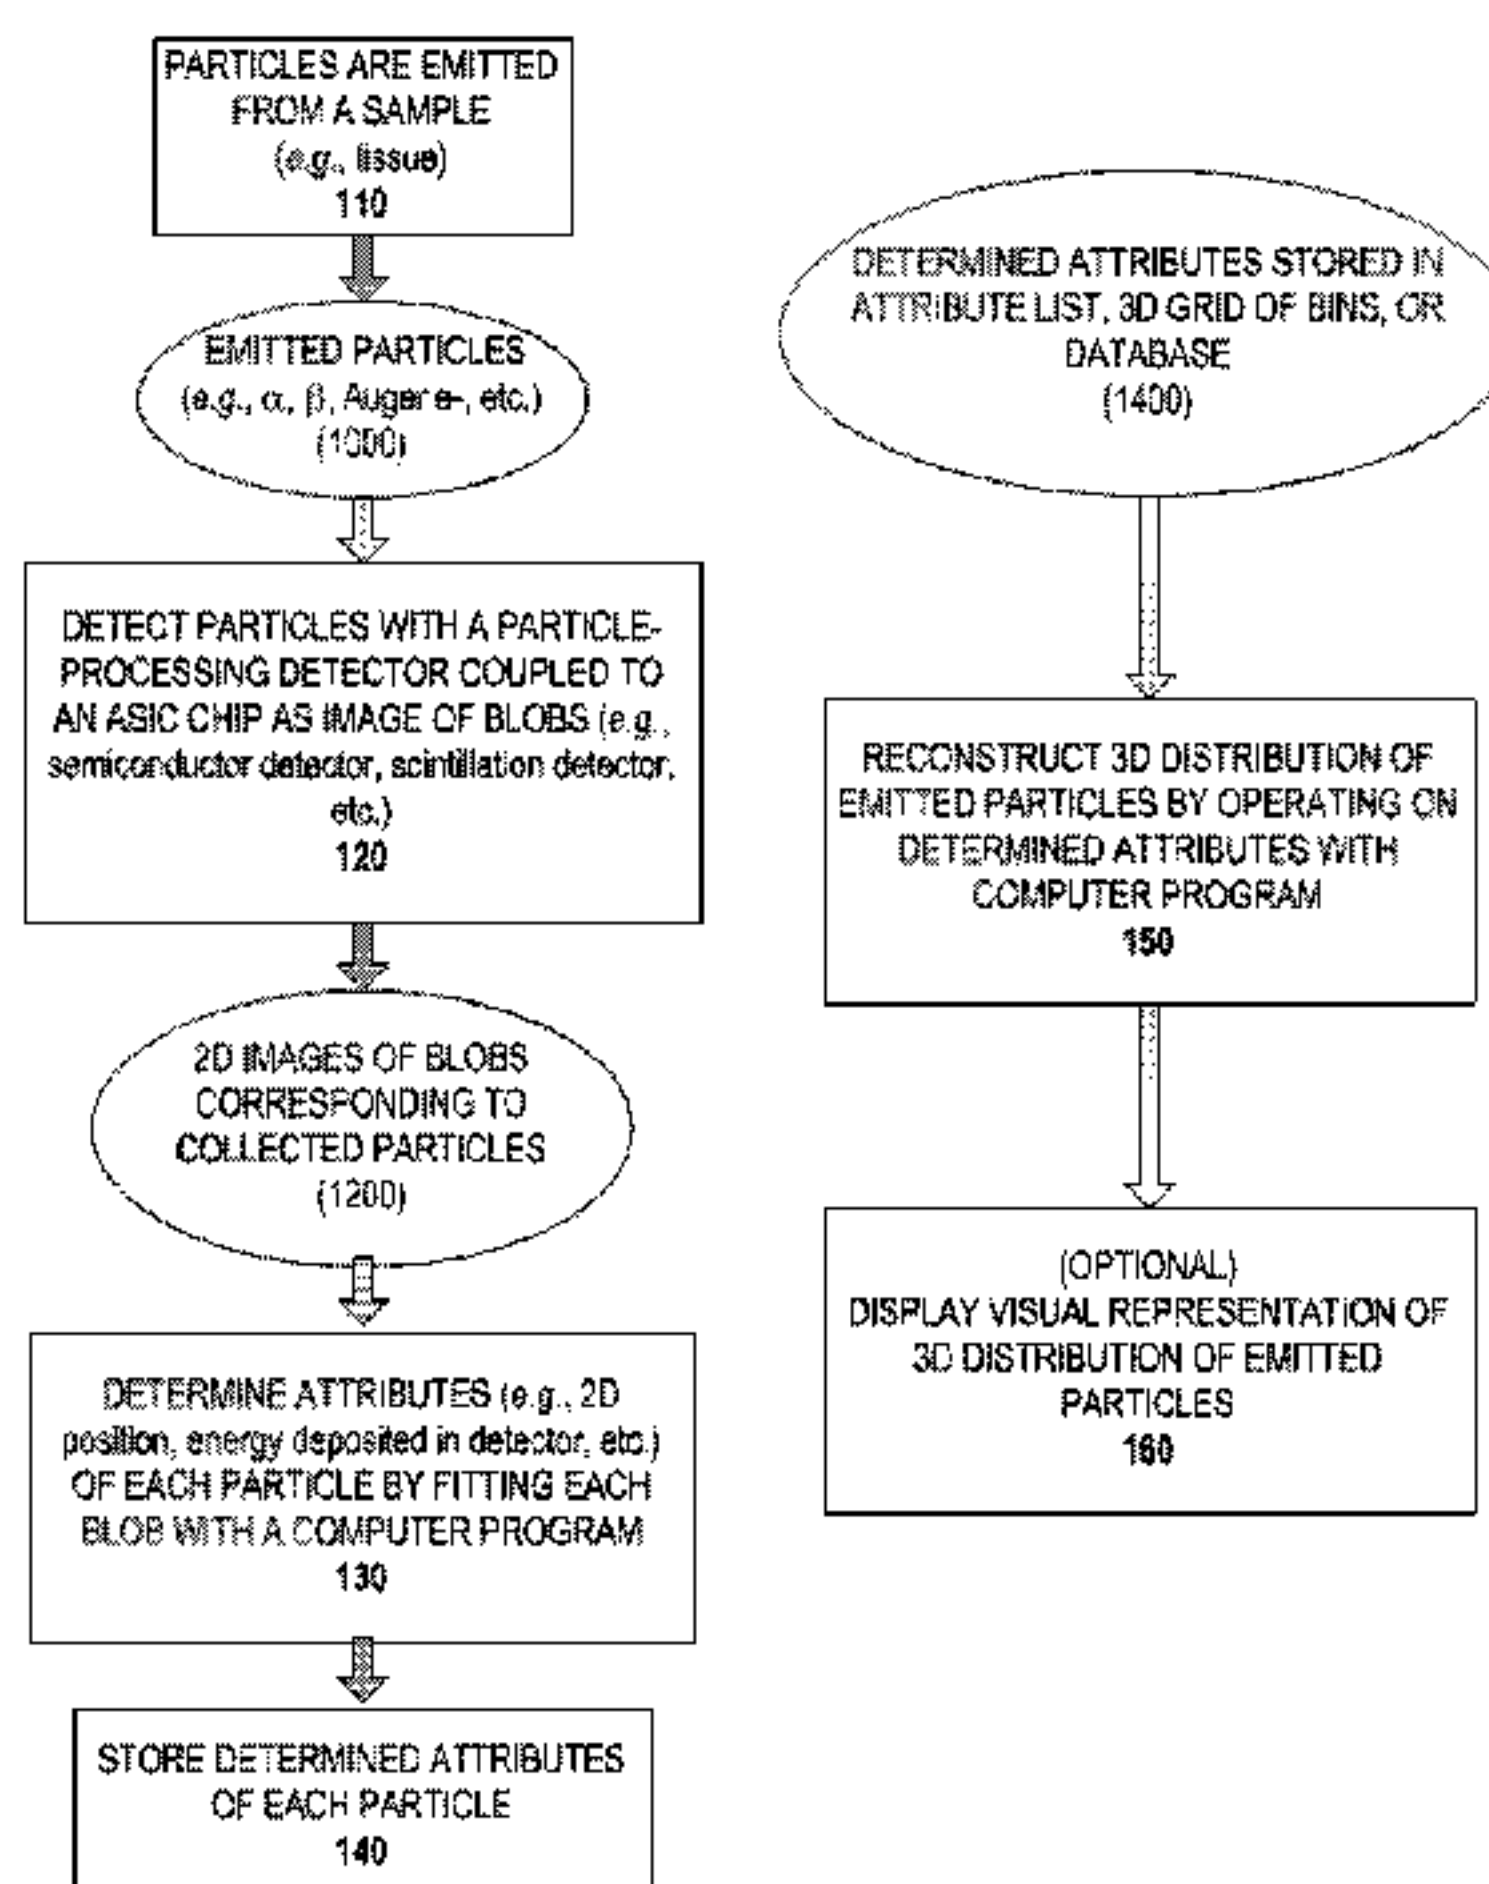 PARTICLES ARE EMITTED
FROM A SAMPLE
(e.g., tissue)
110
EMITTED PARTICLES
(e.g., α, β, Auger e-, etc.)
(1000)
DETECT PARTICLES WITH A PARTICLE-
PROCESSING DETECTOR COUPLED TO
AN ASIC CHIP AS IMAGE OF BLOBS (e.g.,
semiconductor detector, scintillation detector,
etc.)
120
2D IMAGES OF BLOBS
CORRESPONDING TO
COLLECTED PARTICLES
(1200)
DETERMINE ATTRIBUTES (e.g., 2D
position, energy deposited in detector, etc.)
OF EACH PARTICLE BY FITTING EACH
BLOB WITH A COMPUTER PROGRAM
130
STORE DETERMINED ATTRIBUTES
OF EACH PARTICLE
140
DETERMINED ATTRIBUTES STORED IN
ATTRIBUTE LIST, 3D GRID OF BINS, OR
DATABASE
(1400)
RECONSTRUCT 3D DISTRIBUTION OF
EMITTED PARTICLES BY OPERATING ON
DETERMINED ATTRIBUTES WITH
COMPUTER PROGRAM
150
(OPTIONAL)
DISPLAY VISUAL REPRESENTATION OF
3D DISTRIBUTION OF EMITTED
PARTICLES
160